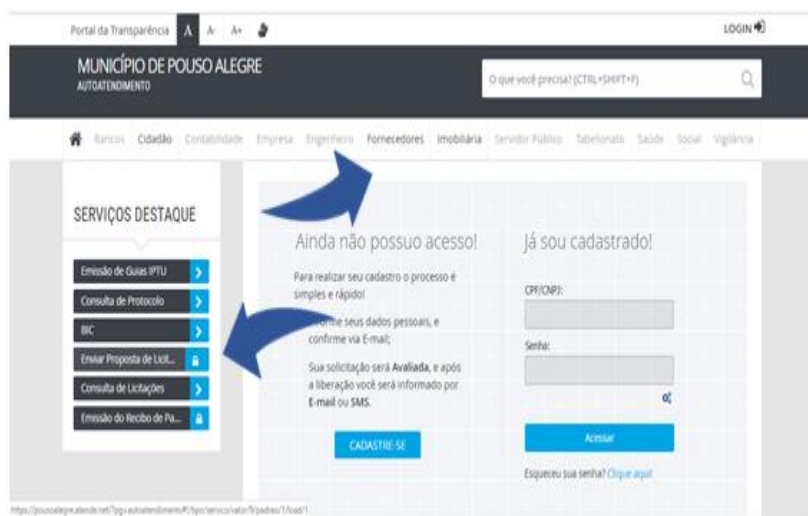 Portal da Transparência A A- A+ LOGIN
MUNICÍPIO DE POUSO ALEGRE
AUTOATENDIMENTO
O que você precisa? (CTRL+SHIFT+F)
Bancos Cidadão Contabilidade Empresa Engenheiro Fornecedores Imobiliária Servidor Público Tabelionato Saúde Social Vigilância
SERVIÇOS DESTAQUE
Emissão de Guias IPTU
Consulta de Protocolo
BIC
Enviar Proposta de Licit...
Consulta de Licitações
Emissão do Recibo de Pa...
Ainda não possuo acesso!
Para realizar seu cadastro o processo é
simples e rápido!
seus dados pessoais, e
confirme via E-mail;
Sua solicitação será Avaliada, e após
a liberação você será informado por
E-mail ou SMS.
CADASTRE-SE
Já sou cadastrado!
CPF/CNPJ:
Senha:
Acessar
Esqueceu sua senha? Clique aqui!